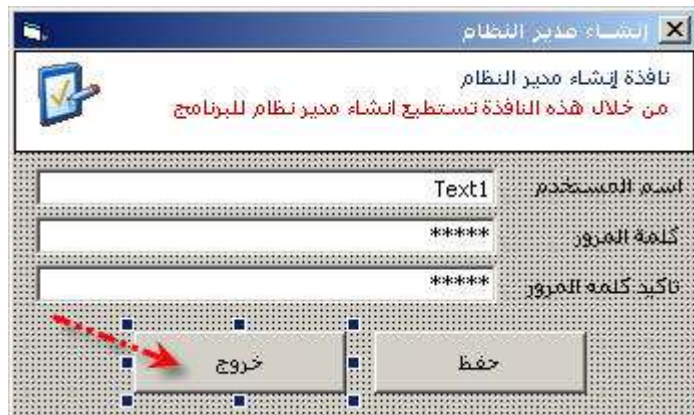 إنشاء مدير النظام
نافذة إنشاء مدير النظام
من خلال هذه النافذة تستطيع انشاء مدير نظام للبرنامج
اسم المستخدم
Text1
كلمة المرور
*****
تاكيد كلمة المرور
*****
حفظ
خروج